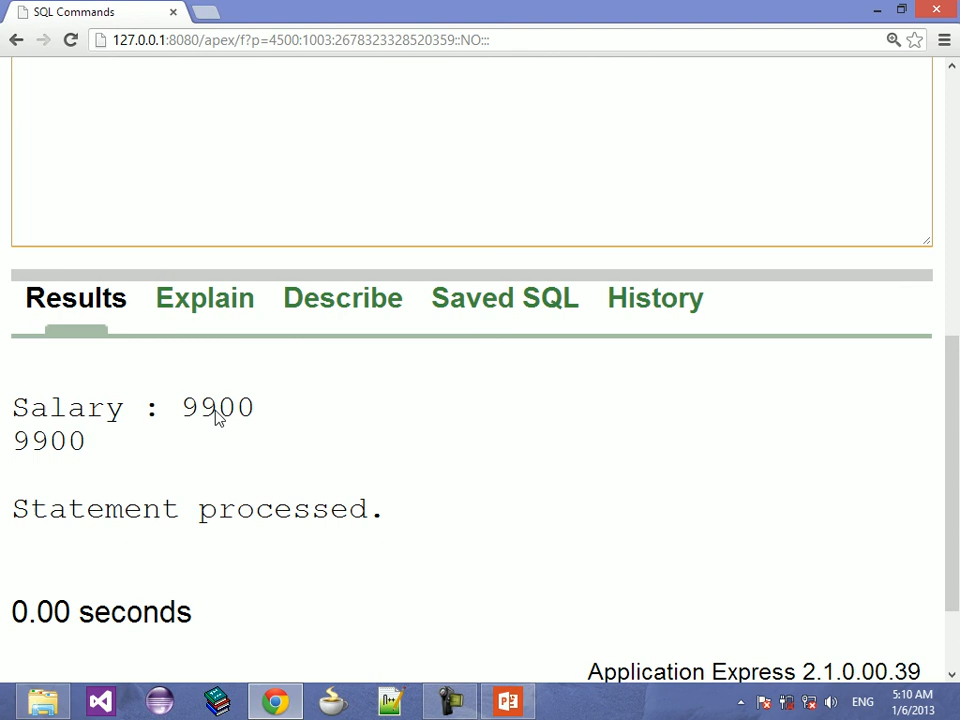 SQL Commands
127.0.0.1:8080/apex/f?p=4500:1003:2678323328520359::NO:::
Results Explain Describe Saved SQL History
Salary : 9900
9900
Statement processed.
0.00 seconds
Application Express 2.1.0.00.39
N++
P
ENG
5:10 AM
1/6/2013